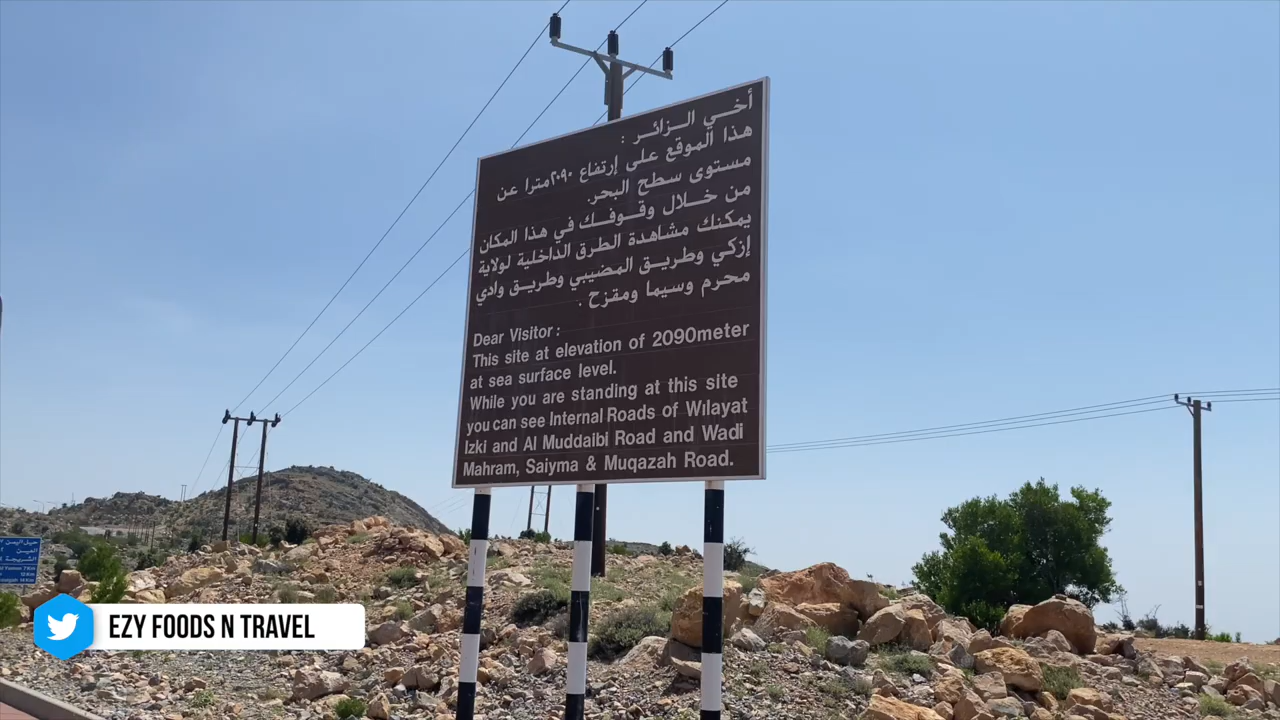 أخي الزائر :
هذا الموقع على إرتفاع ٢٠٩٠مترا عن
مستوى سطح البحر.
من خلال وقوفك في هذا المكان
يمكنك مشاهدة الطرق الداخلية لولاية
إزكي وطريق المضيبي وطريق وادي
محرم وسيما ومقزح .
Dear Visitor :
This site at elevation of 2090meter
at sea surface level.
While you are standing at this site
you can see Internal Roads of Wilayat
Izki and Al Muddalbi Road and Wadi
Mahram, Saiyma & Muqazah Road.
EZY FOODS N TRAVEL